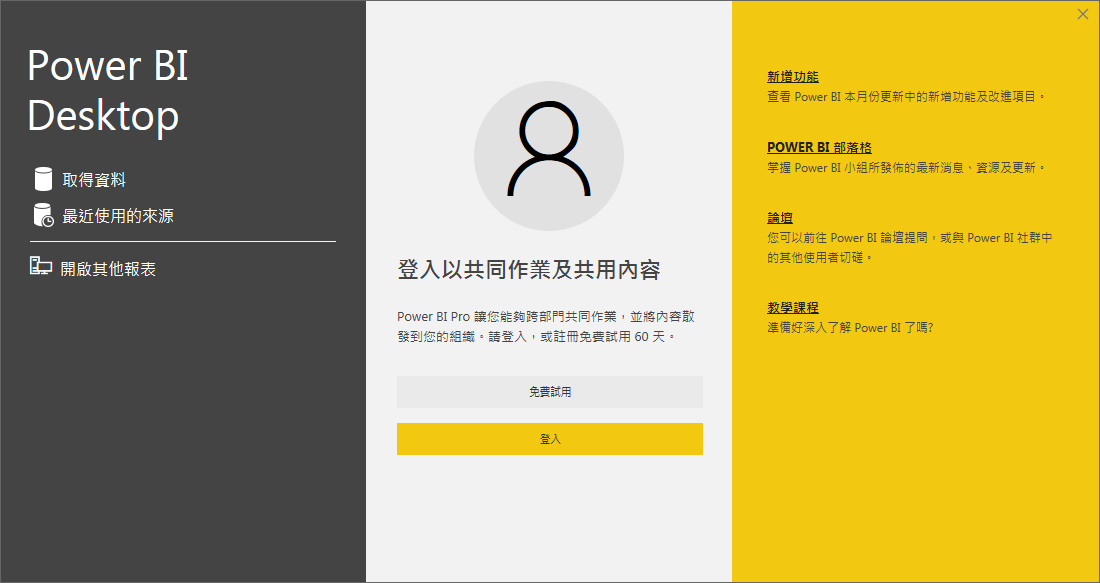 Power BI
Desktop
取得資料
最近使用的來源
開啟其他報表
登入以共同作業及共用內容
Power BI Pro 讓您能夠跨部門共同作業，並將內容散
發到您的組織。請登入，或註冊免費試用 60 天。
免費試用
登入
新增功能
查看 Power BI 本月份更新中的新增功能及改進項目。
POWER BI 部落格
掌握 Power BI 小組所發佈的最新消息、資源及更新。
論壇
您可以前往 Power BI 論壇提問，或與 Power BI 社群中
的其他使用者切磋。
教學課程
準備好深入了解 Power BI 了嗎?